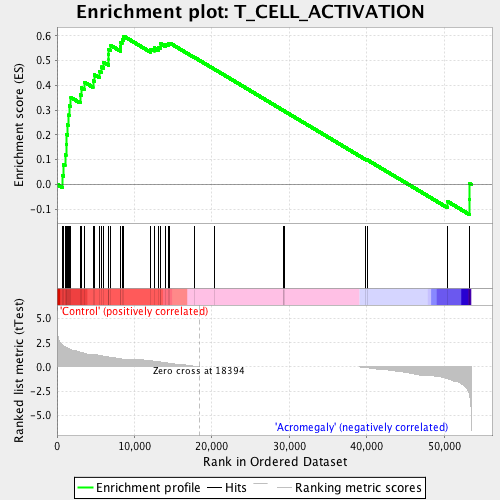 Enrichment plot: T_CELL_ACTIVATION
Enrichment score (ES)
0.6
0.5
0.4
0.3
0.2
0.1
0.0
-0.1
'Control' (positively correlated)
Ranked list metric (tTest)
5.0
2.5
0.0
-2.5
-5.0
Zero cross at 18394
'Acromegaly' (negatively correlated)
0 10,000 20,000 30,000 40,000 50,000
Rank in Ordered Dataset
Enrichment profile Hits Ranking metric scores